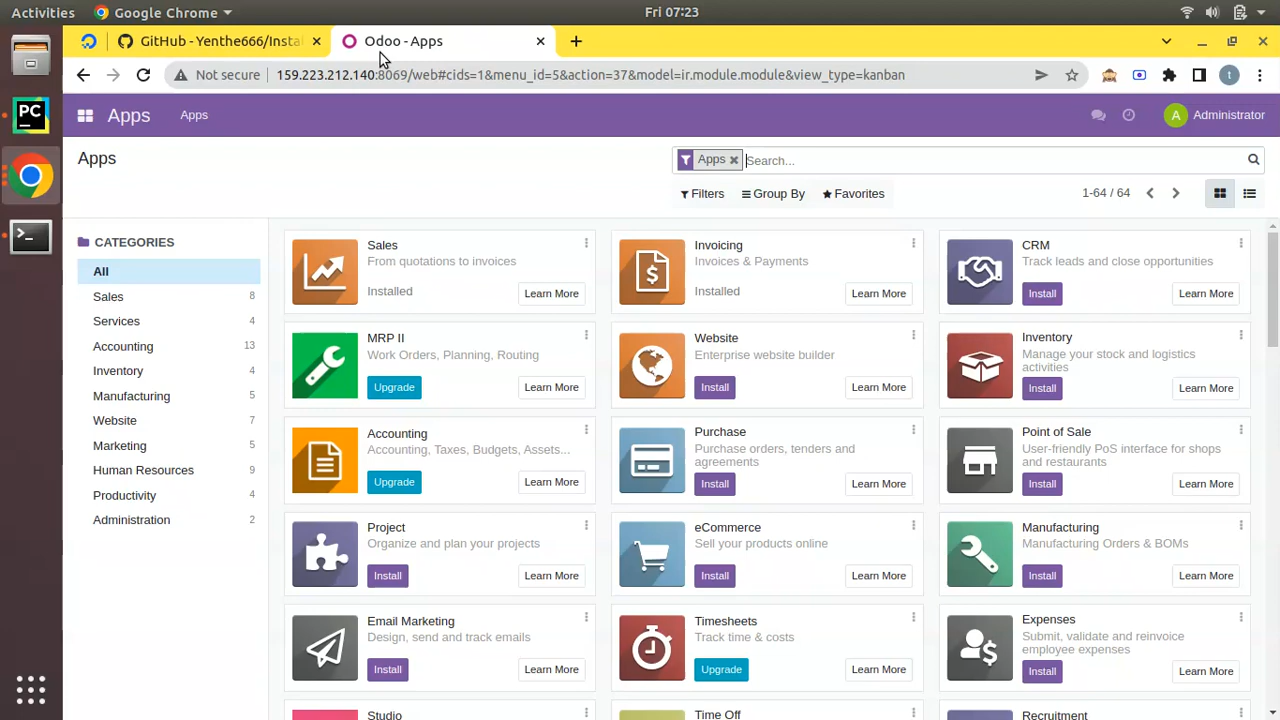 Activities
Google Chrome
Fri 07:23
GitHub - Yenthe666/Insta
Odoo - Apps
Not secure
159.223.212.140:8069/web#cids=1&menu_id=5&action=37&model=ir.module.module&view_type=kanban
t
Apps
Apps
A
Administrator
Apps
Apps
Search...
Filters
Group By
Favorites
1-64 / 64
CATEGORIES
All
Sales 8
Services 4
Accounting 13
Inventory 4
Manufacturing 5
Website 7
Marketing 5
Human Resources 9
Productivity 4
Administration 2
Sales
From quotations to invoices
Installed
Learn More
Invoicing
Invoices & Payments
Installed
Learn More
CRM
Track leads and close opportunities
Install
Learn More
MRP II
Work Orders, Planning, Routing
Upgrade
Learn More
Website
Enterprise website builder
Install
Learn More
Inventory
Manage your stock and logistics
activities
Install
Learn More
Accounting
Accounting, Taxes, Budgets, Assets...
Upgrade
Learn More
Purchase
Purchase orders, tenders and
agreements
Install
Learn More
Point of Sale
User-friendly PoS interface for shops
and restaurants
Install
Learn More
Project
Organize and plan your projects
Install
Learn More
eCommerce
Sell your products online
Install
Learn More
Manufacturing
Manufacturing Orders & BOMs
Install
Learn More
Email Marketing
Design, send and track emails
Install
Learn More
Timesheets
Track time & costs
Upgrade
Learn More
Expenses
Submit, validate and reinvoice
employee expenses
Install
Learn More
Studio
Time Off
Recruitment
PC